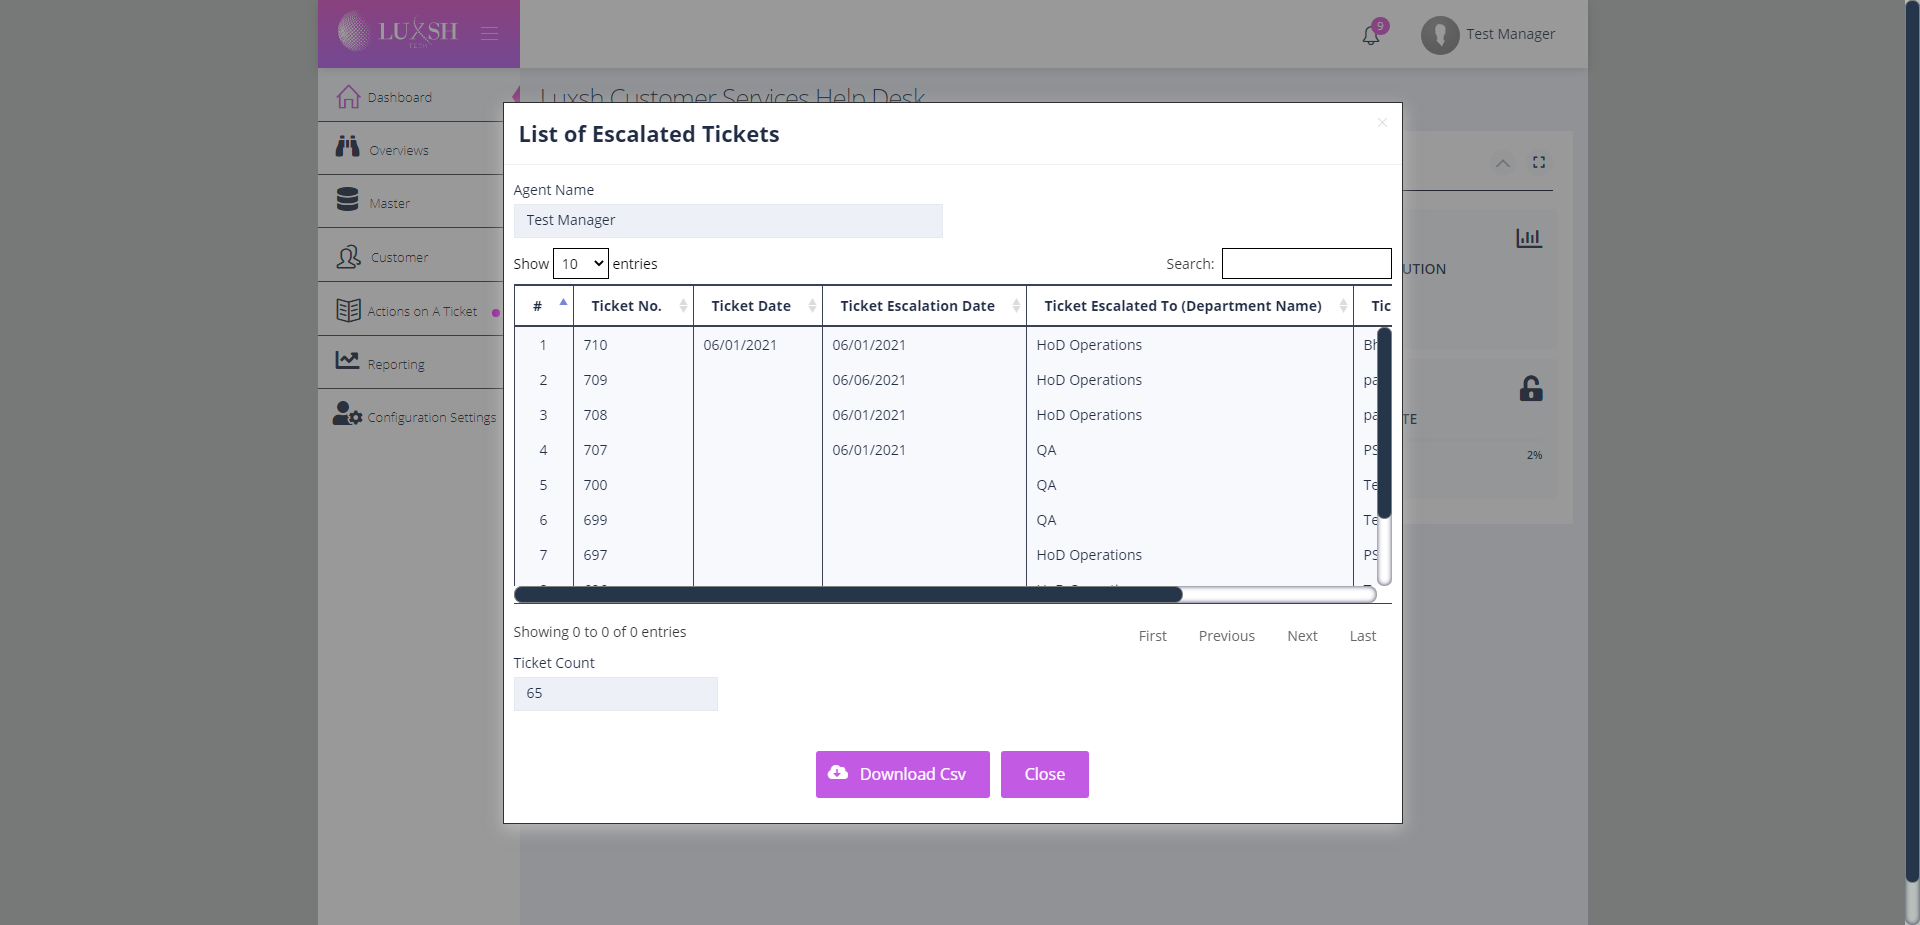 LUXSH
9
Test Manager
Dashboard
Overviews
Master
Customer
Actions on A Ticket
Reporting
Configuration Settings
Luxsh Customer Services Help Desk
UTION
TE
2%
List of Escalated Tickets
×
Agent Name
Test Manager
Show 10 entries
Search:
# Ticket No. Ticket Date Ticket Escalation Date Ticket Escalated To (Department Name) Tic
1 710 06/01/2021 06/01/2021 HoD Operations Bh
2 709 06/06/2021 HoD Operations pa
3 708 06/01/2021 HoD Operations pa
4 707 06/01/2021 QA PS
5 700 QA Te
6 699 QA Te
7 697 HoD Operations PS
Showing 0 to 0 of 0 entries
First Previous Next Last
Ticket Count
65
Download Csv
Close